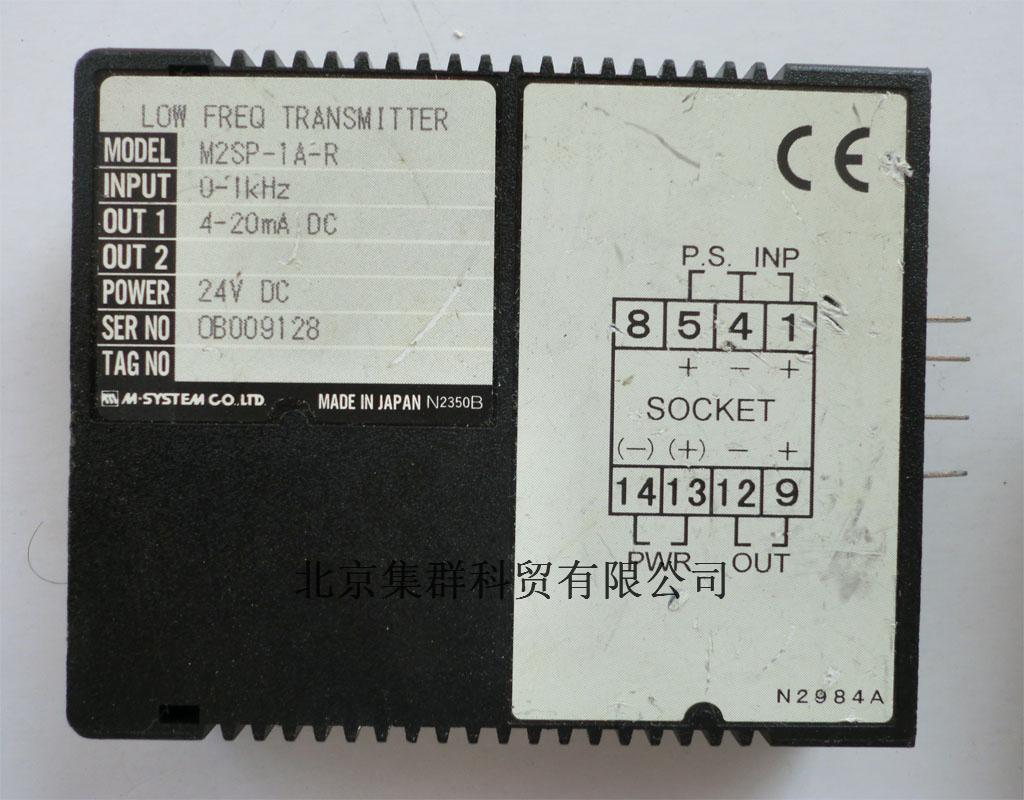 LOW FREQ TRANSMITTER
MODEL M2SP-1A-R
INPUT 0-1kHz
OUT 1 4-20mA DC
OUT 2
POWER 24V DC
SER NO OB009128
TAG NO
M-SYSTEM CO.,LTD. MADE IN JAPAN N2350B
CE
P.S. INP
8 5 4 1
+ - +
SOCKET
(-) (+) - +
14 13 12 9
PWR OUT
北京集群科贸有限公司
N2984A